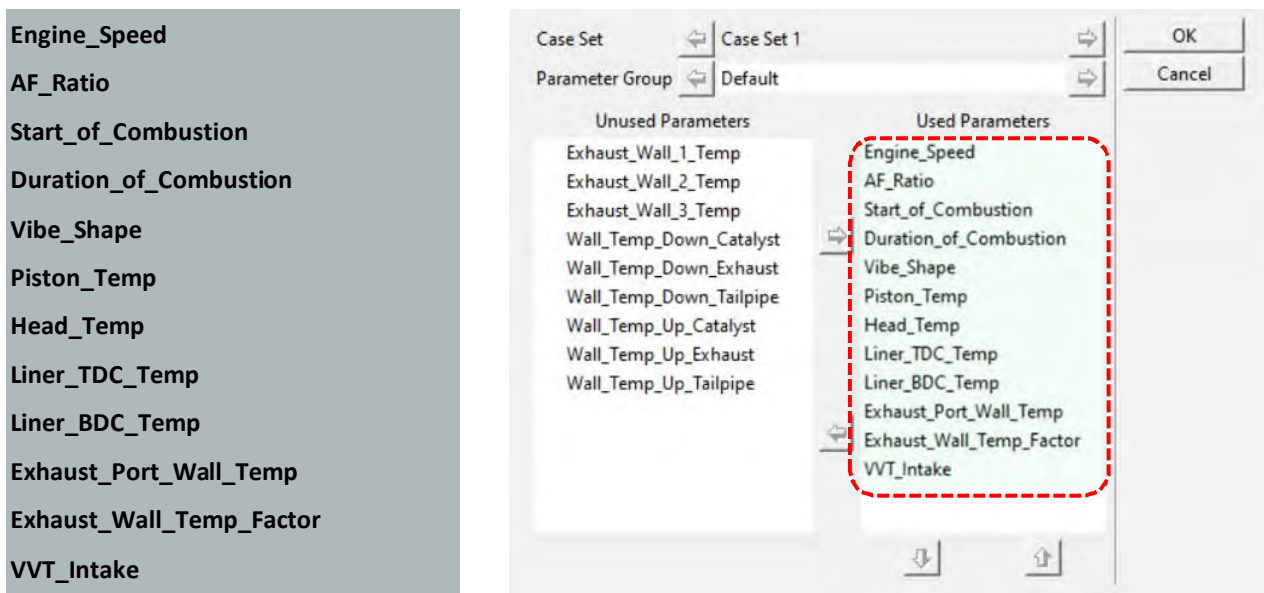 Engine_Speed
AF_Ratio
Start_of_Combustion
Duration_of_Combustion
Vibe_Shape
Piston_Temp
Head_Temp
Liner_TDC_Temp
Liner_BDC_Temp
Exhaust_Port_Wall_Temp
Exhaust_Wall_Temp_Factor
VVT_Intake
Case Set Case Set 1
Parameter Group Default
OK
Cancel
Unused Parameters
Exhaust_Wall_1_Temp
Exhaust_Wall_2_Temp
Exhaust_Wall_3_Temp
Wall_Temp_Down_Catalyst
Wall_Temp_Down_Exhaust
Wall_Temp_Down_Tailpipe
Wall_Temp_Up_Catalyst
Wall_Temp_Up_Exhaust
Wall_Temp_Up_Tailpipe
Used Parameters
Engine_Speed
AF_Ratio
Start_of_Combustion
Duration_of_Combustion
Vibe_Shape
Piston_Temp
Head_Temp
Liner_TDC_Temp
Liner_BDC_Temp
Exhaust_Port_Wall_Temp
Exhaust_Wall_Temp_Factor
VVT_Intake